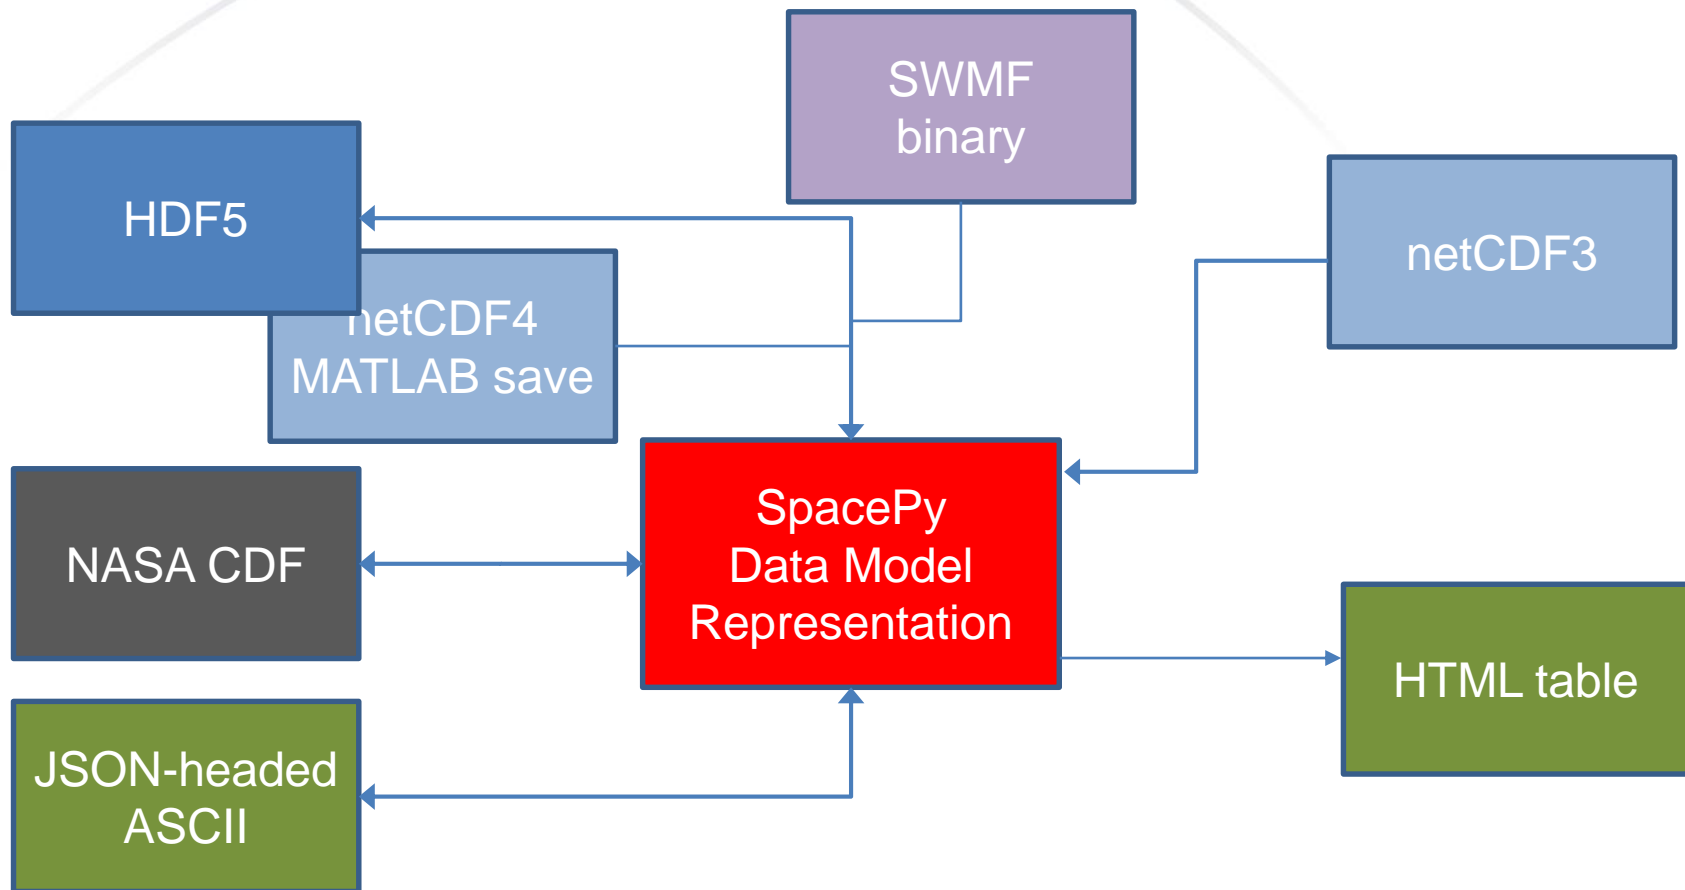 SWMF
binary
HDF5
netCDF3
netCDF4
MATLAB save
SpacePy
Data Model
Representation
NASA CDF
HTML table
JSON-headed
ASCII